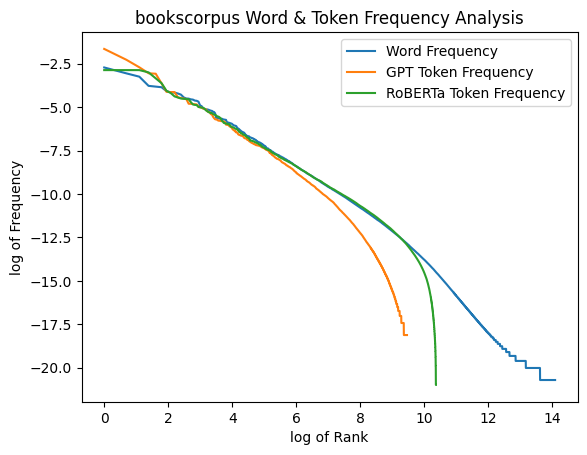 bookscorpus Word & Token Frequency Analysis
Word Frequency
GPT Token Frequency
RoBERTa Token Frequency
log of Frequency
−2.5
−5.0
−7.5
−10.0
−12.5
−15.0
−17.5
−20.0
0 2 4 6 8 10 12 14
log of Rank